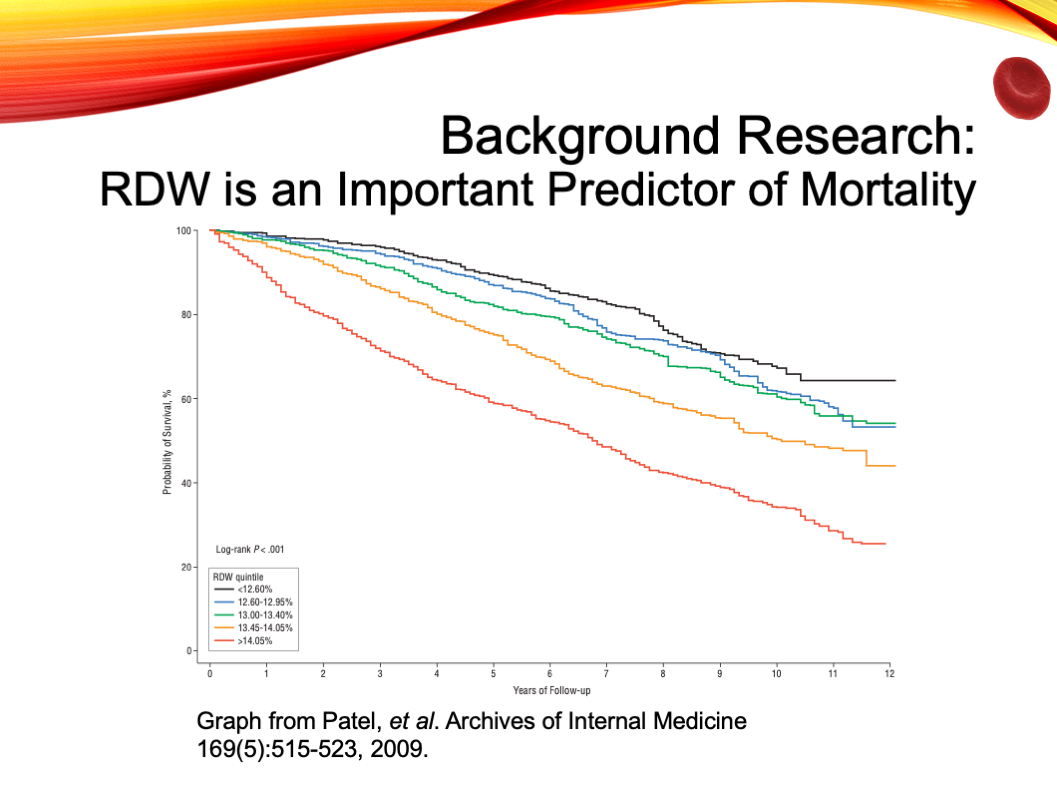 Background Research:
RDW is an Important Predictor of Mortality
100
80
60
40
20
0
Probability of Survival, %
Log-rank P < .001
RDW quintile
<12.60%
12.60-12.95%
13.00-13.40%
13.45-14.05%
>14.05%
0 1 2 3 4 5 6 7 8 9 10 11 12
Years of Follow-up
Graph from Patel, et al. Archives of Internal Medicine
169(5):515-523, 2009.